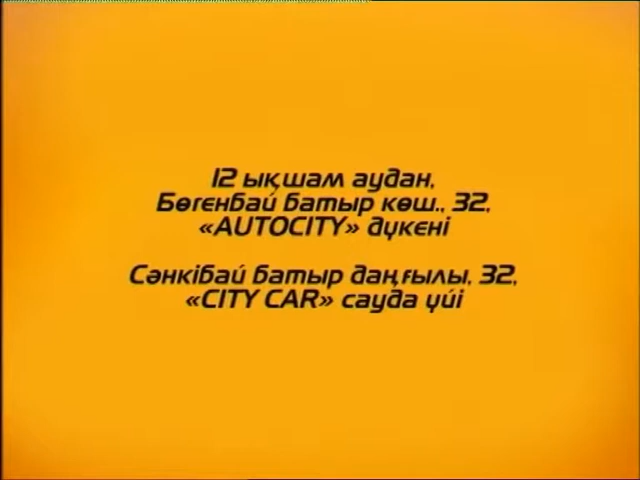 12 ықшам аудан,
Бөгенбай батыр көш., 32,
«AUTOCITY» дүкені
Сәнкібай батыр даңғылы, 32,
«CITY CAR» сауда үйі